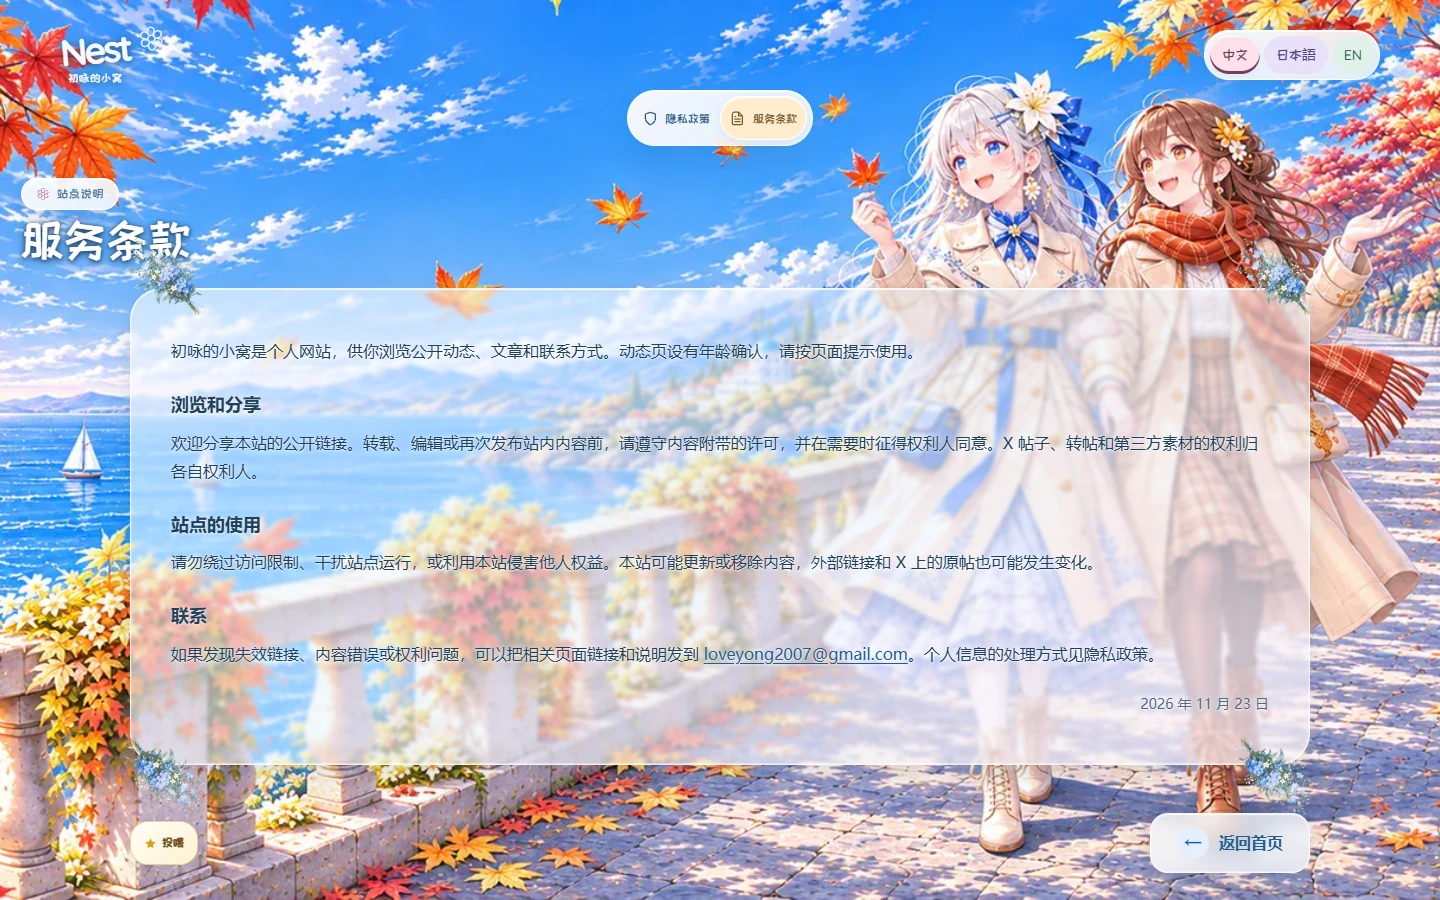 Nest
初咏的小窝
中文 日本語 EN
隐私政策 服务条款
站点说明
服务条款
初咏的小窝是个人网站，供你浏览公开动态、文章和联系方式。动态页设有年龄确认，请按页面提示使用。
浏览和分享
欢迎分享本站的公开链接。转载、编辑或再次发布站内内容前，请遵守内容附带的许可，并在需要时征得权利人同意。X 帖子、转帖和第三方素材的权利归
各自权利人。
站点的使用
请勿绕过访问限制、干扰站点运行，或利用本站侵害他人权益。本站可能更新或移除内容，外部链接和 X 上的原帖也可能发生变化。
联系
如果发现失效链接、内容错误或权利问题，可以把相关页面链接和说明发到 loveyong2007@gmail.com。个人信息的处理方式见隐私政策。
2026 年 11 月 23 日
投喂
← 返回首页